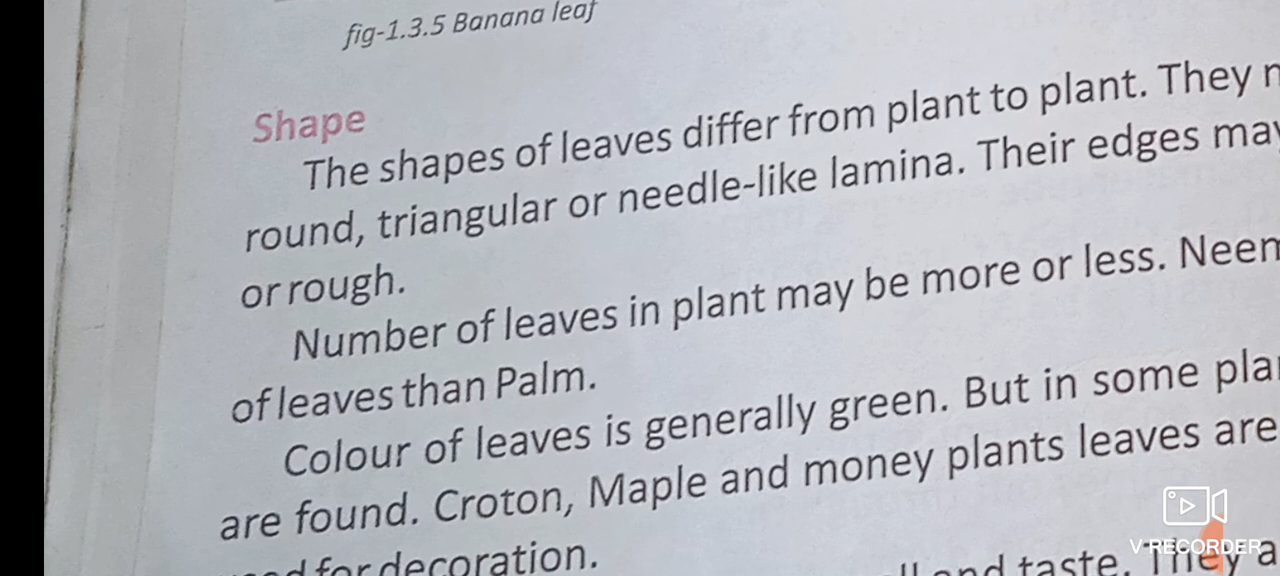 fig-1.3.5 Banana leaf
Shape
The shapes of leaves differ from plant to plant. They
round, triangular or needle-like lamina. Their edges may
or rough.
Number of leaves in plant may be more or less.
of leaves than Palm.
Colour of leaves is generally green. But in some
are found. Croton, Maple and money plants leaves are
for decoration.
and taste. They
V RECORDER